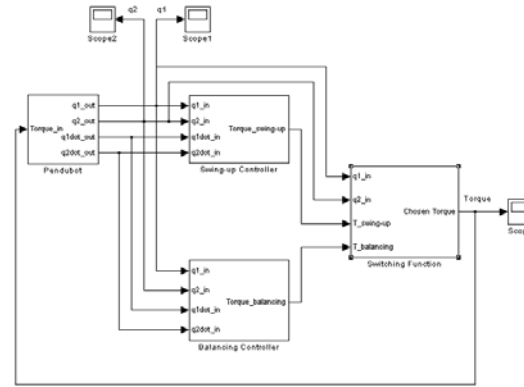 q2
q1
Scope2
Scope1
Torque_in
q1_out
q2_out
q1dot_out
q2dot_out
Pendubot
q1_in
q2_in
q1dot_in
q2dot_in
Torque_swing-up
Swing-up Controller
q1_in
q2_in
T_swing-up
T_balancing
Chosen Torque
Switching Function
Torque
Scop
q1_in
q2_in
q1dot_in
q2dot_in
Torque_balancing
Balancing Controller